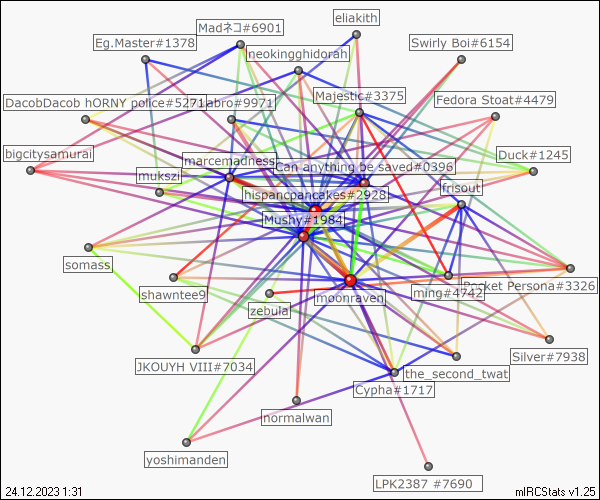 eliakith
Madネコ#6901
Eg.Master#1378
Swirly Boi#6154
neokingghidorah
Majestic#3375
Fedora Stoat#4479
DacobDacob hORNY police#5271
abro#9971
bigcitysamurai
marcemadness
Can anything be saved#0396
Duck#1245
mukszi
hispancpancakes#2928
frisout
Mushy#1984
somass
shawntee9
zebula
moonraven
ming#4742
Pocket Persona#3326
JKOUYH VIII#7034
Silver#7938
the_second_twat
Cypha#1717
normalwan
yoshimanden
LPK2387 #7690
24.12.2023 1:31
mIRCStats v1.25